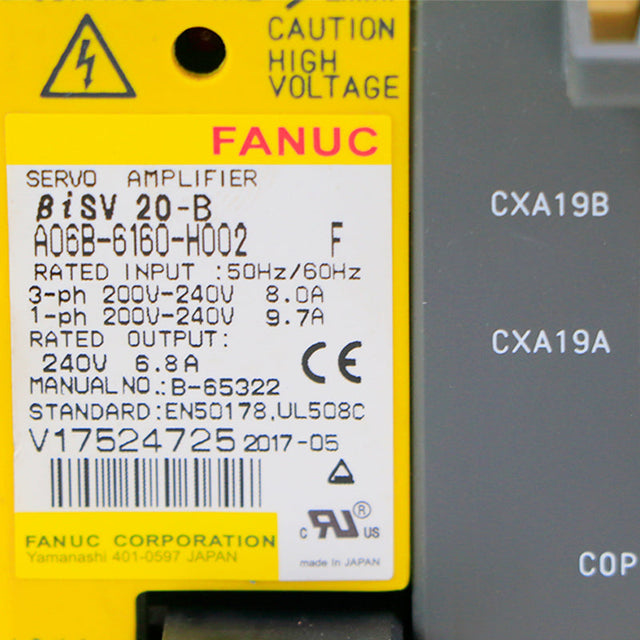 CAUTION
HIGH
VOLTAGE
FANUC
SERVO AMPLIFIER
βiSV 20-B
A06B-6160-H002 F
RATED INPUT :50Hz/60Hz
3-ph 200V-240V 8.0A
1-ph 200V-240V 9.7A
RATED OUTPUT:
240V 6.8A
MANUAL NO.:B-65322
STANDARD:EN50178,UL508C
CE
V17524725 2017-05
c RU ® US
FANUC CORPORATION
Yamanashi 401-0597 JAPAN
made in JAPAN
CXA19B
CXA19A
COP